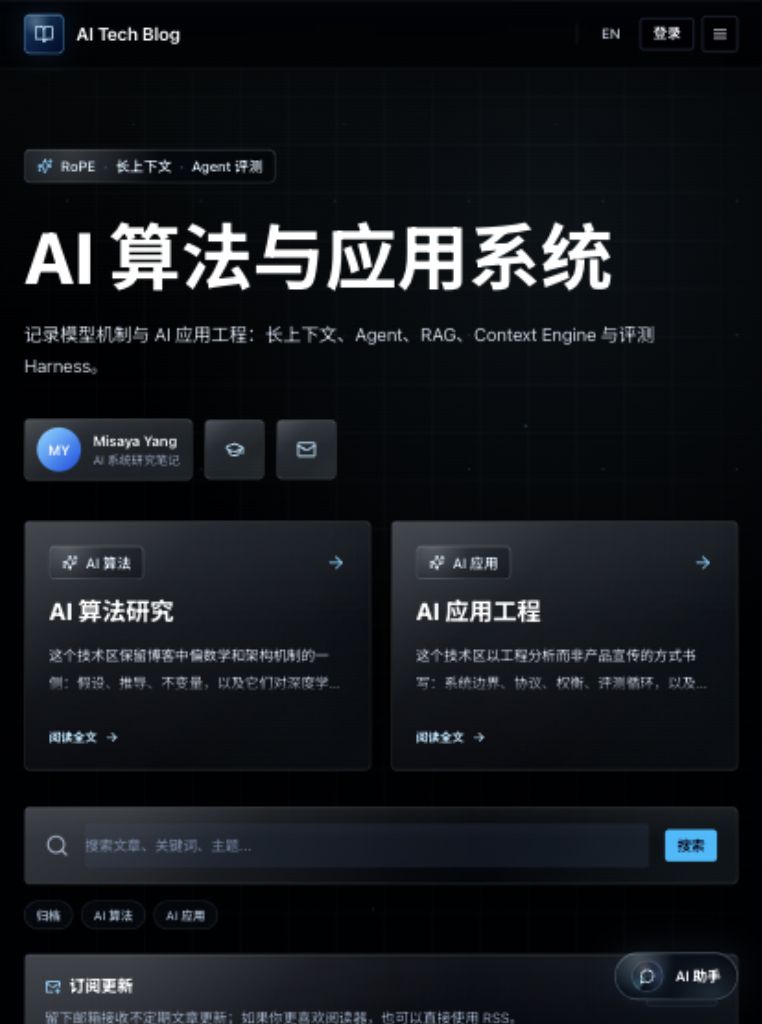 AI Tech Blog
EN
登录
RoPE · 长上下文 · Agent 评测
AI 算法与应用系统
记录模型机制与 AI 应用工程：长上下文、Agent、RAG、Context Engine 与评测
Harness。
MY
Misaya Yang
AI 系统研究笔记
AI 算法
AI 算法研究
这个技术区保留博客中偏数学和架构机制的一
侧：假设、推导、不变量，以及它们对深度学...
阅读全文
AI 应用
AI 应用工程
这个技术区以工程分析而非产品宣传的方式书
写：系统边界、协议、权衡、评测循环，以及...
阅读全文
搜索文章、关键词、主题...
搜索
归档
AI 算法
AI 应用
订阅更新
留下邮箱接收不定期文章更新；如果你更喜欢阅读器，也可以直接使用 RSS。
AI 助手